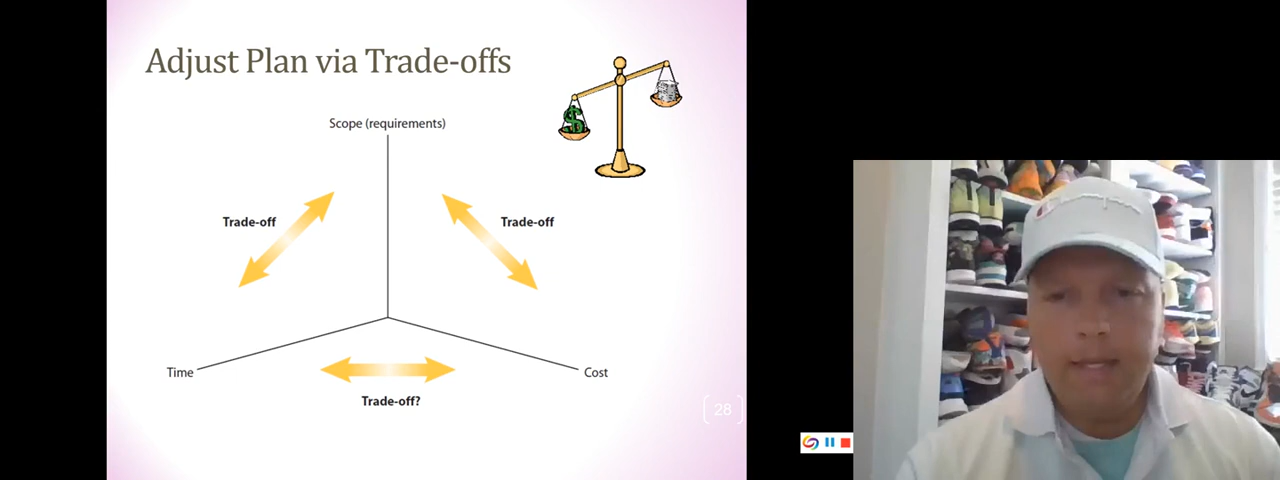 Adjust Plan via Trade-offs
Scope (requirements)
Trade-off
Trade-off
Time
Cost
Trade-off?
28
$